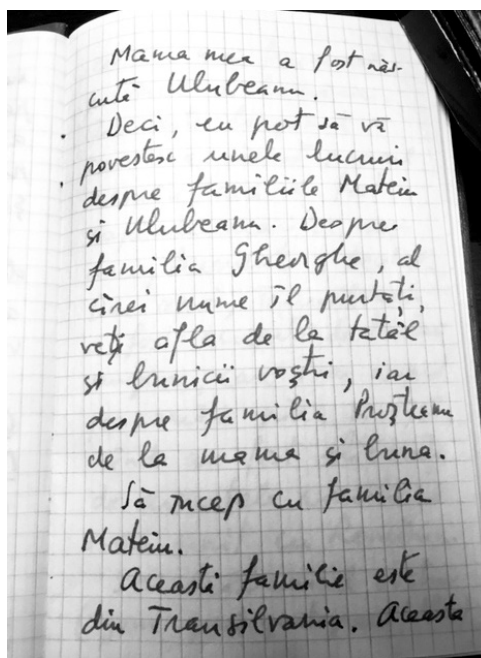 Mama mea a fost năs-
cută Ulubeanu.
Deci, eu pot să vă
povestesc unele lucruri
despre familiile Mateiu
și Ulubeanu. Despre
familia Gheorghe, al
cărei nume îl purtați,
veți afla de la tatăl
și bunicii voștri, iar
despre familia Proșteanu
de la mama și buna.
Să încep cu familia
Mateiu.
Această familie este
din Transilvania. Aceasta